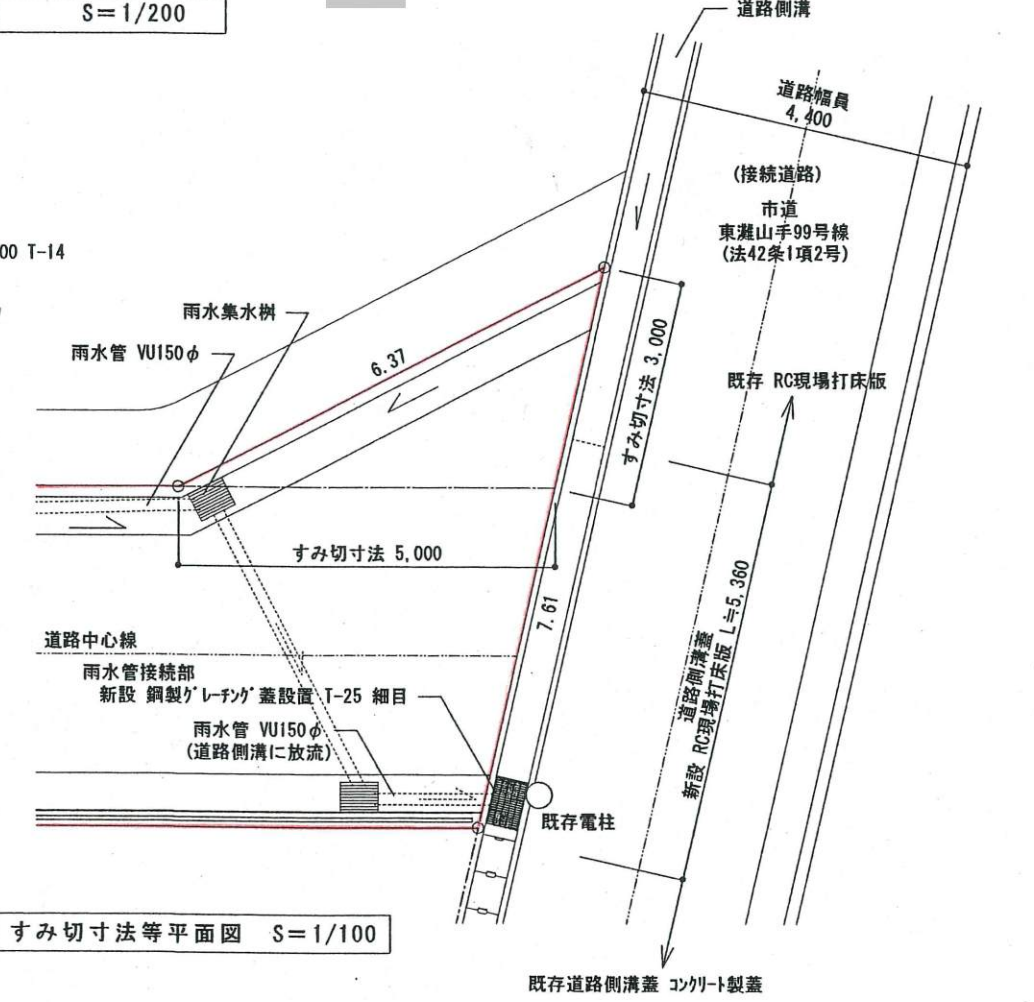 S=1/200
道路側溝
道路幅員
4,400
(接続道路)
市道
東灘山手99号線
(法42条1項2号)
00 T-14
雨水集水桝
雨水管 VU150φ
6.37
すみ切寸法 3,000
既存 RC現場打床版
すみ切寸法 5,000
7.61
道路側溝蓋
新設 RC現場打床版 L≒5,360
道路中心線
雨水管接続部
新設 鋼製グレーチング蓋設置 T-25 細目
雨水管 VU150φ
(道路側溝に放流)
既存電柱
すみ切寸法等平面図 S=1/100
既存道路側溝蓋 コンクリート製蓋